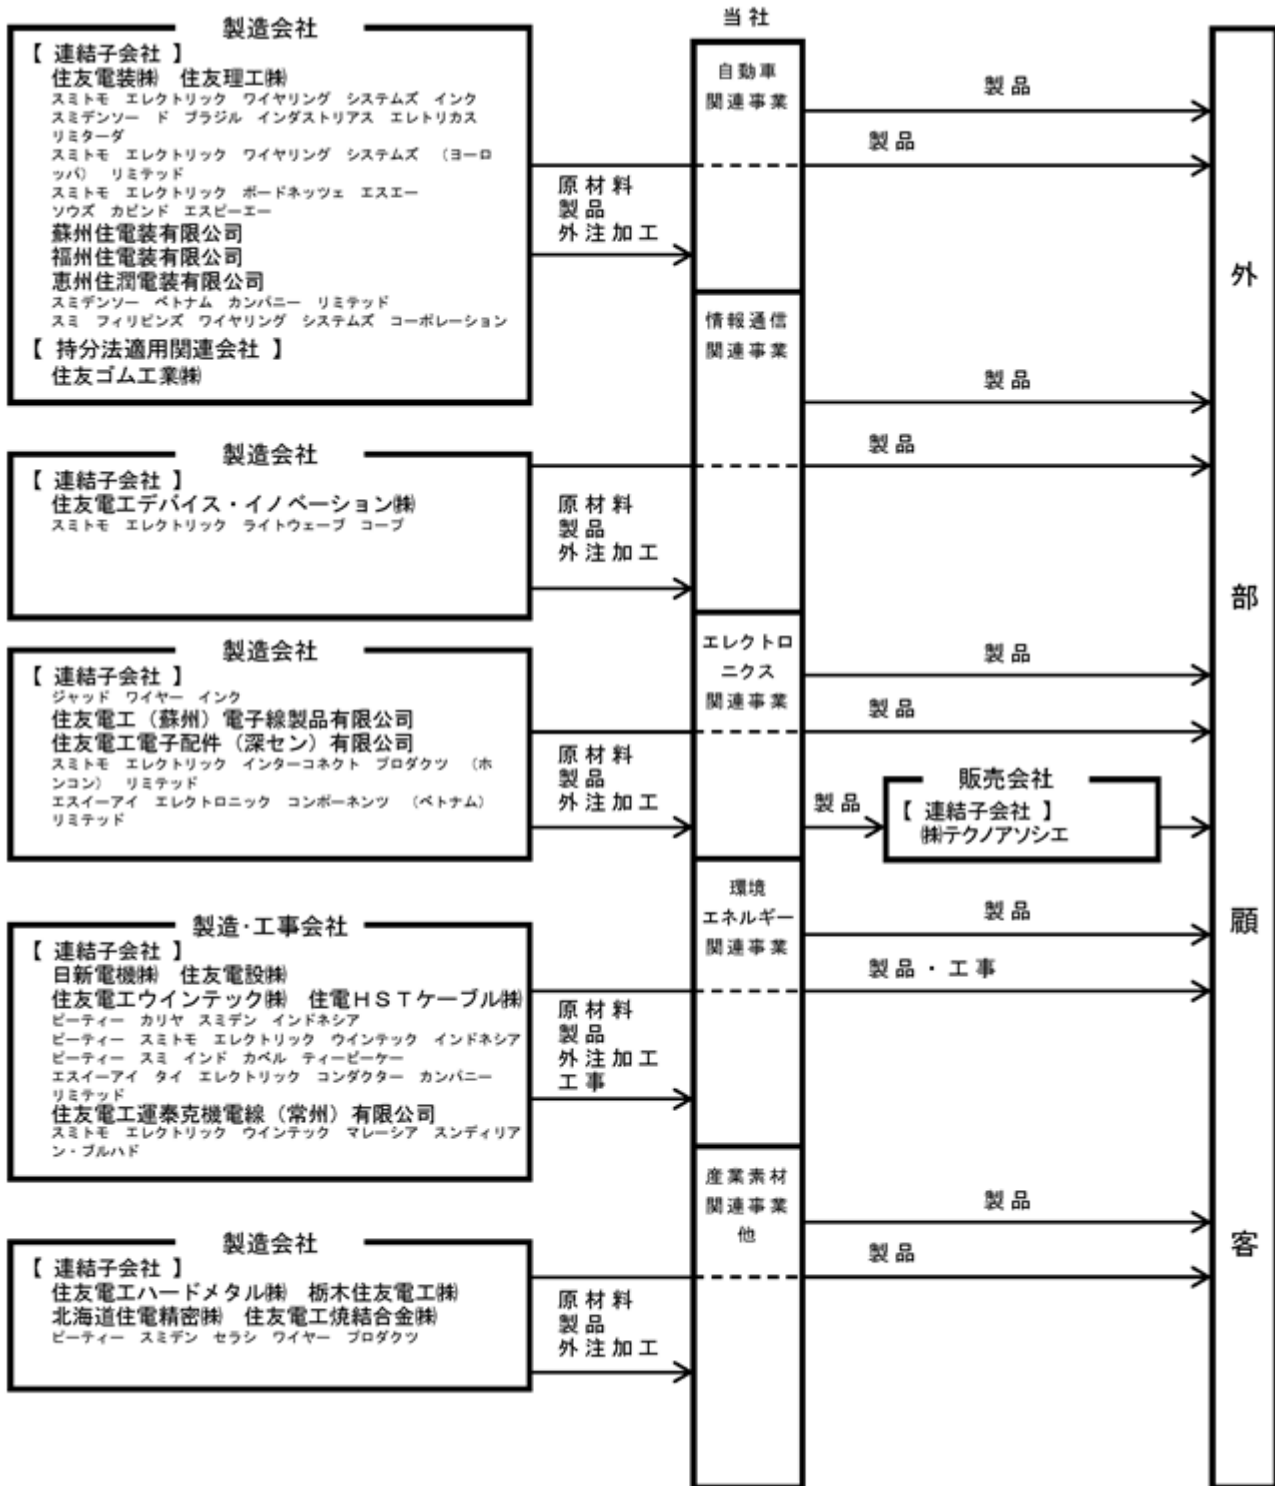 当社
製造会社
【 連結子会社 】
住友電装㈱　住友理工㈱
スミトモ　エレクトリック　ワイヤリング　システムズ　インク
スミデンソー　ド　ブラジル　インダストリアス　エレトリカス
リミターダ
スミトモ　エレクトリック　ワイヤリング　システムズ　（ヨーロ
ッパ）　リミテッド
スミトモ　エレクトリック　ボードネッツェ　エスエー
ソウズ　カビンド　エスピーエー
蘇州住電装有限公司
福州住電装有限公司
恵州住潤電装有限公司
スミデンソー　ベトナム　カンパニー　リミテッド
スミ　フィリピンズ　ワイヤリング　システムズ　コーポレーション
【 持分法適用関連会社 】
住友ゴム工業㈱
原材料
製品
外注加工
自動車
関連事業
製品
製品
製造会社
【 連結子会社 】
住友電工デバイス・イノベーション㈱
スミトモ　エレクトリック　ライトウェーブ　コープ
原材料
製品
外注加工
情報通信
関連事業
製品
製品
製造会社
【 連結子会社 】
ジャッド　ワイヤー　インク
住友電工（蘇州）電子線製品有限公司
住友電工電子配件（深セン）有限公司
スミトモ　エレクトリック　インターコネクト　プロダクツ　（ホ
ンコン）　リミテッド
エスイーアイ　エレクトロニック　コンポーネンツ　（ベトナム）
リミテッド
原材料
製品
外注加工
エレクトロ
ニクス
関連事業
製品
製品
製品
販売会社
【 連結子会社 】
㈱テクノアソシエ
製造・工事会社
【 連結子会社 】
日新電機㈱　住友電設㈱
住友電工ウインテック㈱　住電ＨＳＴケーブル㈱
ピーティー　カリヤ　スミデン　インドネシア
ピーティー　スミトモ　エレクトリック　ウインテック　インドネシア
ピーティー　スミ　インド　カベル　ティービーケー
エスイーアイ　タイ　エレクトリック　コンダクター　カンパニー
リミテッド
住友電工運泰克機電線（常州）有限公司
スミトモ　エレクトリック　ウインテック　マレーシア　スンディリア
ン・ブルハド
原材料
製品
外注加工
工事
環境
エネルギー
関連事業
製品
製品・工事
製造会社
【 連結子会社 】
住友電工ハードメタル㈱　栃木住友電工㈱
北海道住電精密㈱　住友電工焼結合金㈱
ピーティー　スミデン　セラシ　ワイヤー　プロダクツ
原材料
製品
外注加工
産業素材
関連事業
他
製品
製品
外
部
顧
客